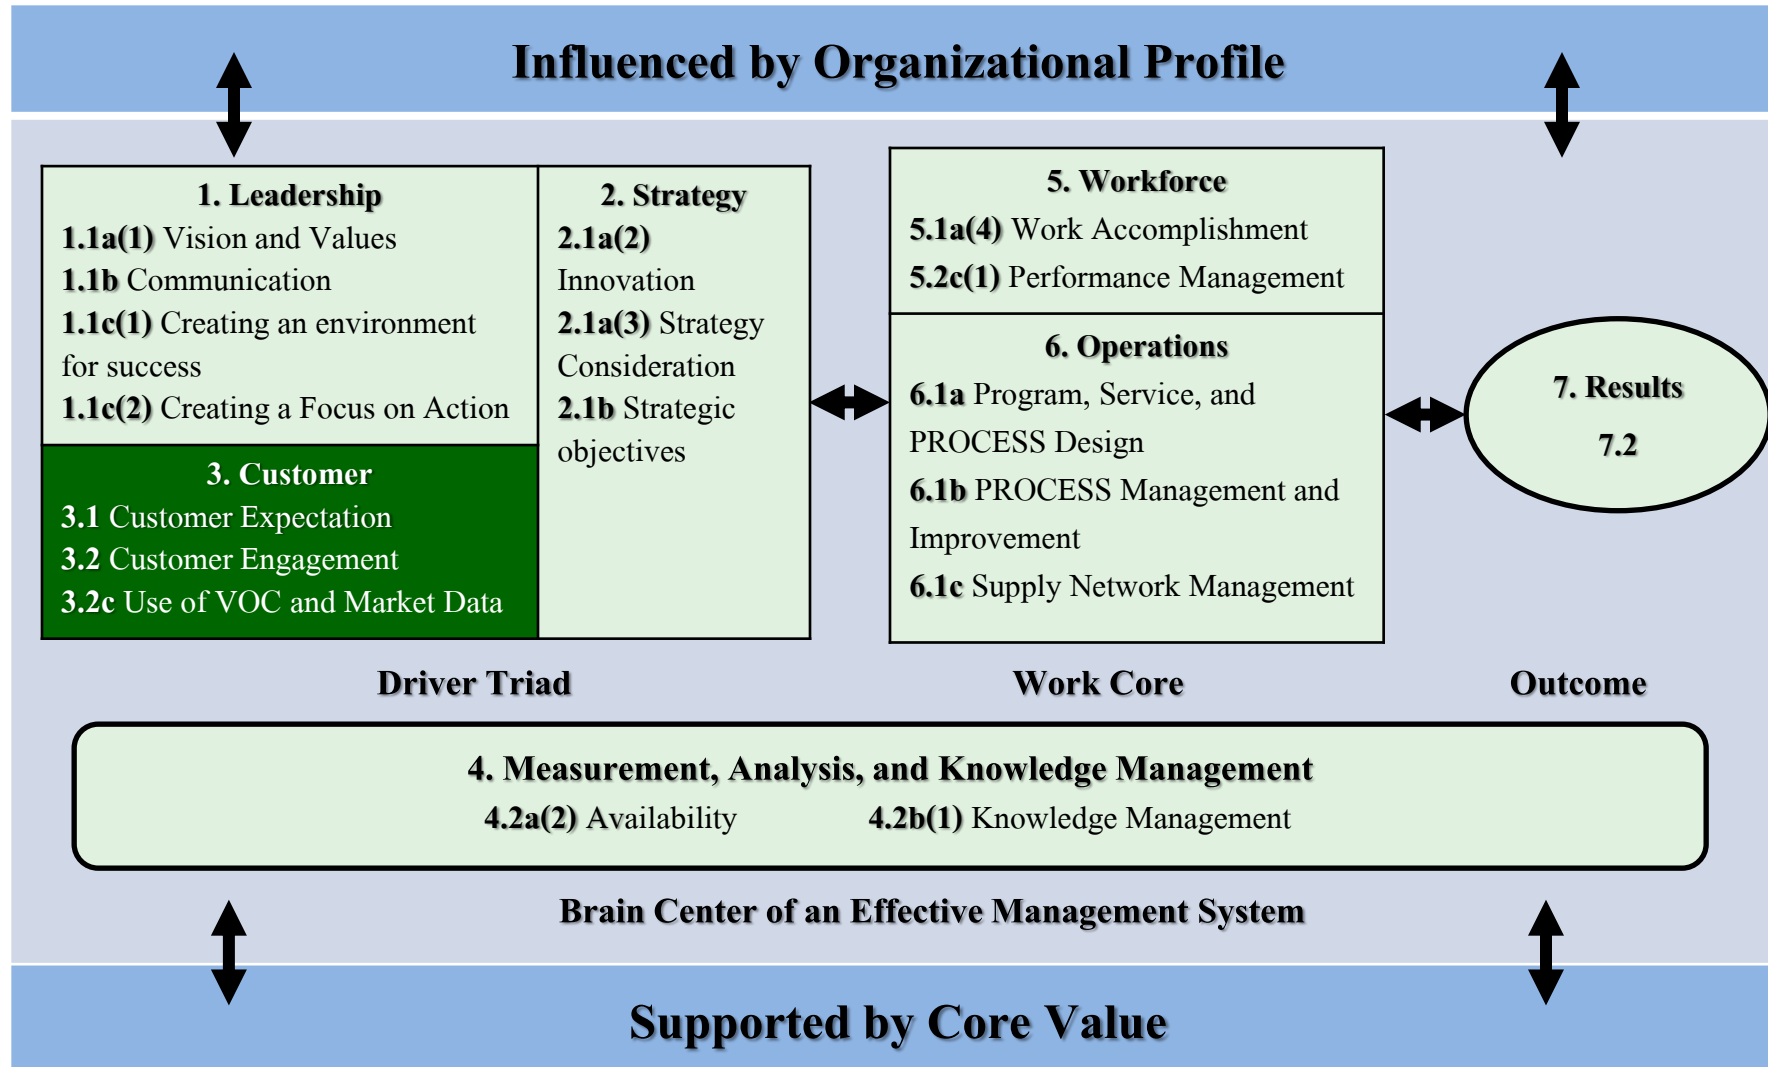 Influenced by Organizational Profile
1. Leadership
1.1a(1) Vision and Values
1.1b Communication
1.1c(1) Creating an environment
for success
1.1c(2) Creating a Focus on Action
2. Strategy
2.1a(2)
Innovation
2.1a(3) Strategy
Consideration
2.1b Strategic
objectives
3. Customer
3.1 Customer Expectation
3.2 Customer Engagement
3.2c Use of VOC and Market Data
5. Workforce
5.1a(4) Work Accomplishment
5.2c(1) Performance Management
6. Operations
6.1a Program, Service, and
PROCESS Design
6.1b PROCESS Management and
Improvement
6.1c Supply Network Management
7. Results
7.2
Driver Triad
Work Core
Outcome
4. Measurement, Analysis, and Knowledge Management
4.2a(2) Availability 4.2b(1) Knowledge Management
Brain Center of an Effective Management System
Supported by Core Value